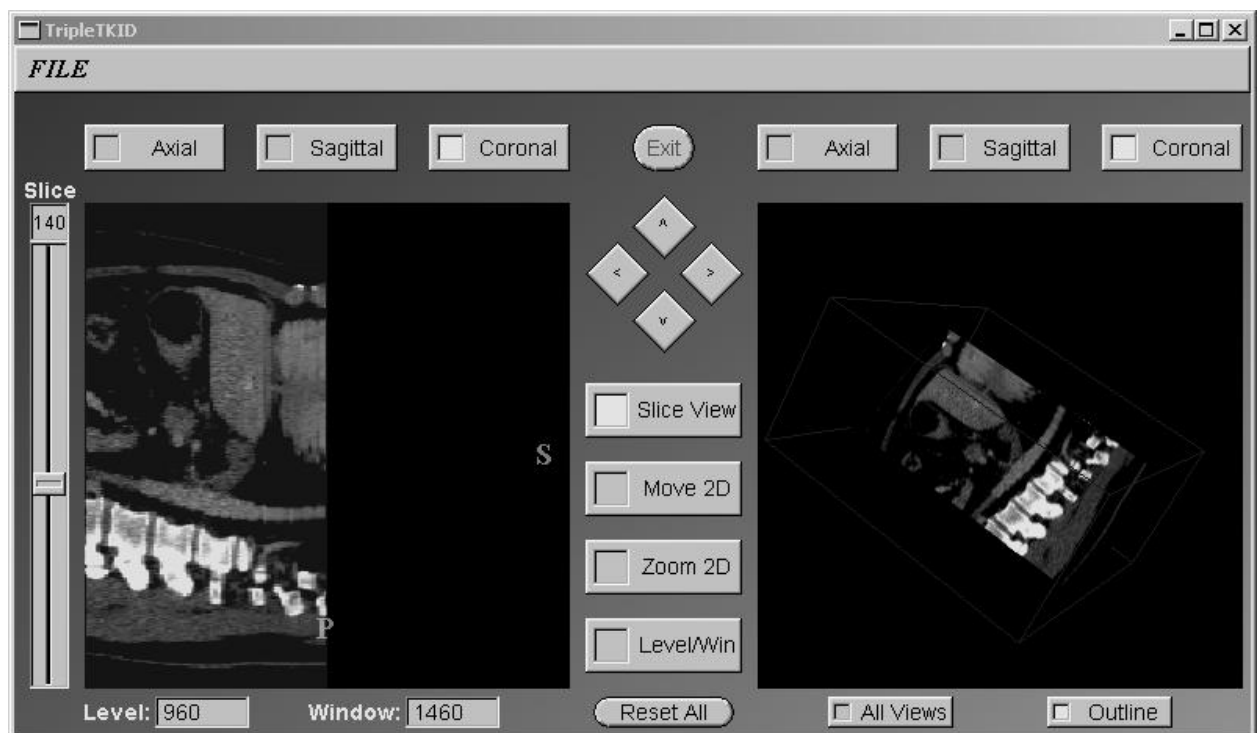 TripleTKID
FILE
Axial Sagittal Coronal Exit Axial Sagittal Coronal
Slice
140
^
< >
v
Slice View
S
Move 2D
Zoom 2D
P
Level/Win
Level: 960 Window: 1460 Reset All All Views Outline